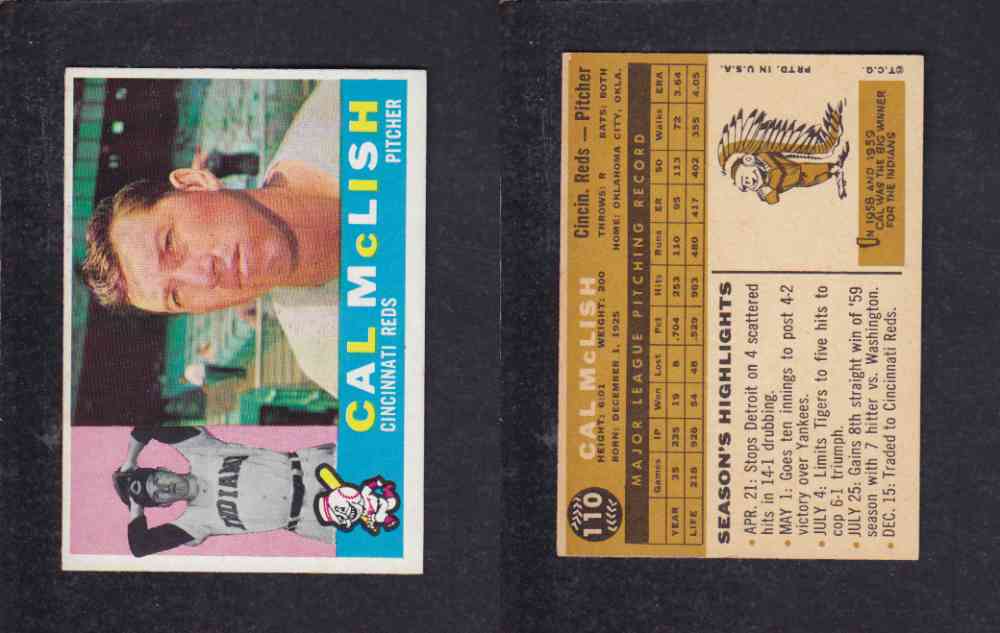 CAL McLISH
CINCINNATI REDS PITCHER
INDIANS
110
CAL McLISH Cincin. Reds — Pitcher
HEIGHT: 6:01 WEIGHT: 200 THROWS: R BATS: BOTH
BORN: DECEMBER 1, 1925 HOME: OKLAHOMA CITY, OKLA.
MAJOR LEAGUE PITCHING RECORD
Games IP Won Lost Pct Hits Runs ER SO Walks ERA
YEAR 35 235 19 8 .704 253 110 95 113 72 3.64
LIFE 218 926 54 48 .529 963 480 417 402 355 4.05
SEASON'S HIGHLIGHTS
• APR. 21: Stops Detroit on 4 scattered
hits in 14-1 drubbing.
• MAY 1: Goes ten innings to post 4-2
victory over Yankees.
• JULY 4: Limits Tigers to five hits to
cop 6-1 triumph.
• JULY 25: Gains 8th straight win of '59
season with 7 hitter vs. Washington.
• DEC. 15: Traded to Cincinnati Reds.
©T.C.G. PRTD. IN U.S.A.
IN 1958 AND 1959
CAL WAS THE BIG WINNER
FOR THE INDIANS